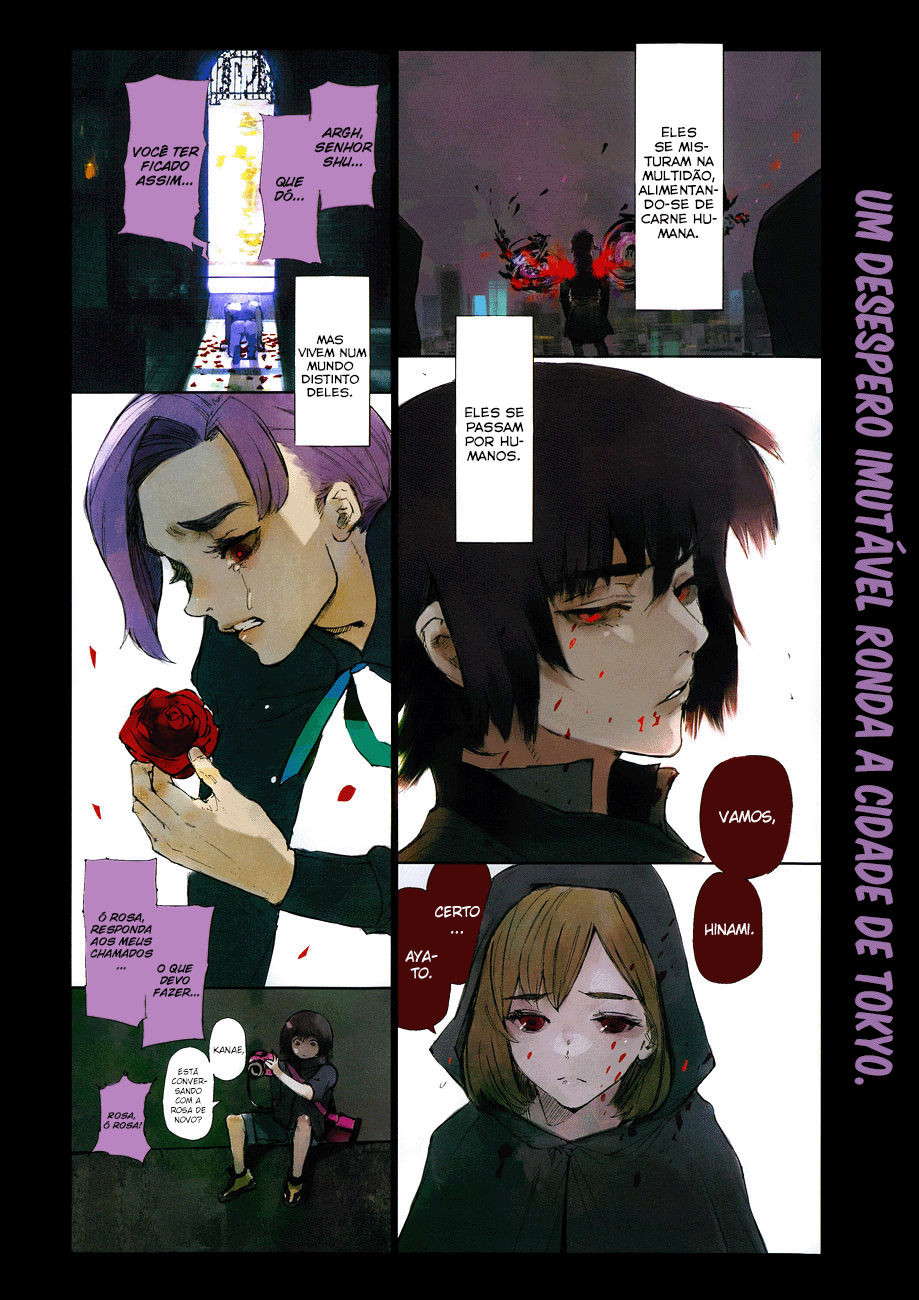 UM DESESPERO IMUTÁVEL RONDA A CIDADE DE TOKYO.
ELES
SE MIS-
TURAM NA
MULTIDÃO,
ALIMENTAN-
DO-SE DE
CARNE HU-
MANA.
ELES SE
PASSAM
POR HU-
MANOS.
VAMOS,
HINAMI.
CERTO
...
AYA-
TO.
ARGH,
SENHOR
SHU...
QUE
DÓ...
VOCÊ TER
FICADO
ASSIM...
MAS
VIVEM NUM
MUNDO
DISTINTO
DELES.
Ó ROSA,
RESPONDA
AOS MEUS
CHAMADOS
...
O QUE
DEVO
FAZER...
KANAE,
ESTÁ
CONVER-
SANDO
COM A
ROSA DE
NOVO?
ROSA,
Ó ROSA!